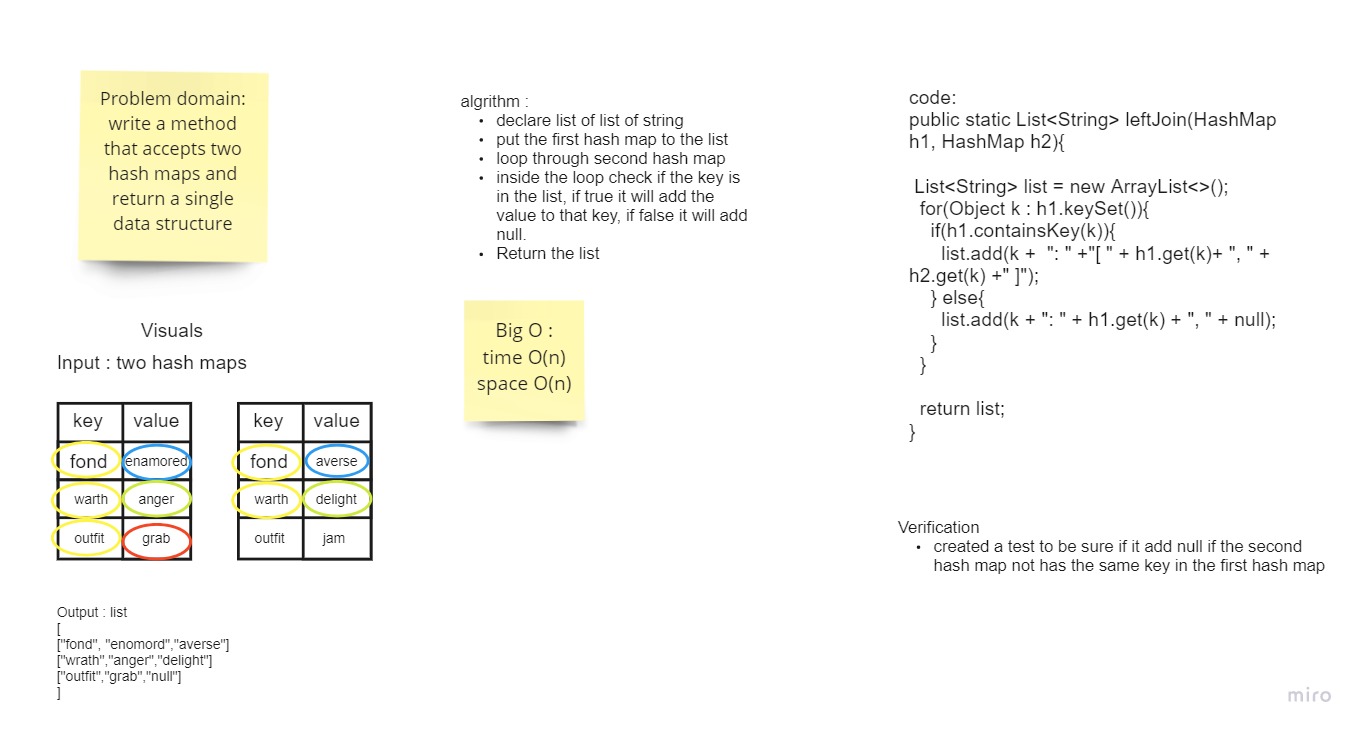 Problem domain:
write a method
that accepts two
hash maps and
return a single
data structure
Visuals
Input : two hash maps
key value
fond enamored
warth anger
outfit grab
key value
fond averse
warth delight
outfit jam
Output : list
[
["fond", "enomord","averse"]
["wrath","anger","delight"]
["outfit","grab","null"]
]
algrithm :
• declare list of list of string
• put the first hash map to the list
• loop through second hash map
• inside the loop check if the key is
in the list, if true it will add the
value to that key, if false it will add
null.
• Return the list
Big O :
time O(n)
space O(n)
code:
public static List<String> leftJoin(HashMap
h1, HashMap h2){
List<String> list = new ArrayList<>();
for(Object k : h1.keySet()){
if(h1.containsKey(k)){
list.add(k + ": " +"[ " + h1.get(k)+ ", " +
h2.get(k) +" ]");
} else{
list.add(k + ": " + h1.get(k) + ", " + null);
}
}
return list;
}
Verification
• created a test to be sure if it add null if the second
hash map not has the same key in the first hash map
miro